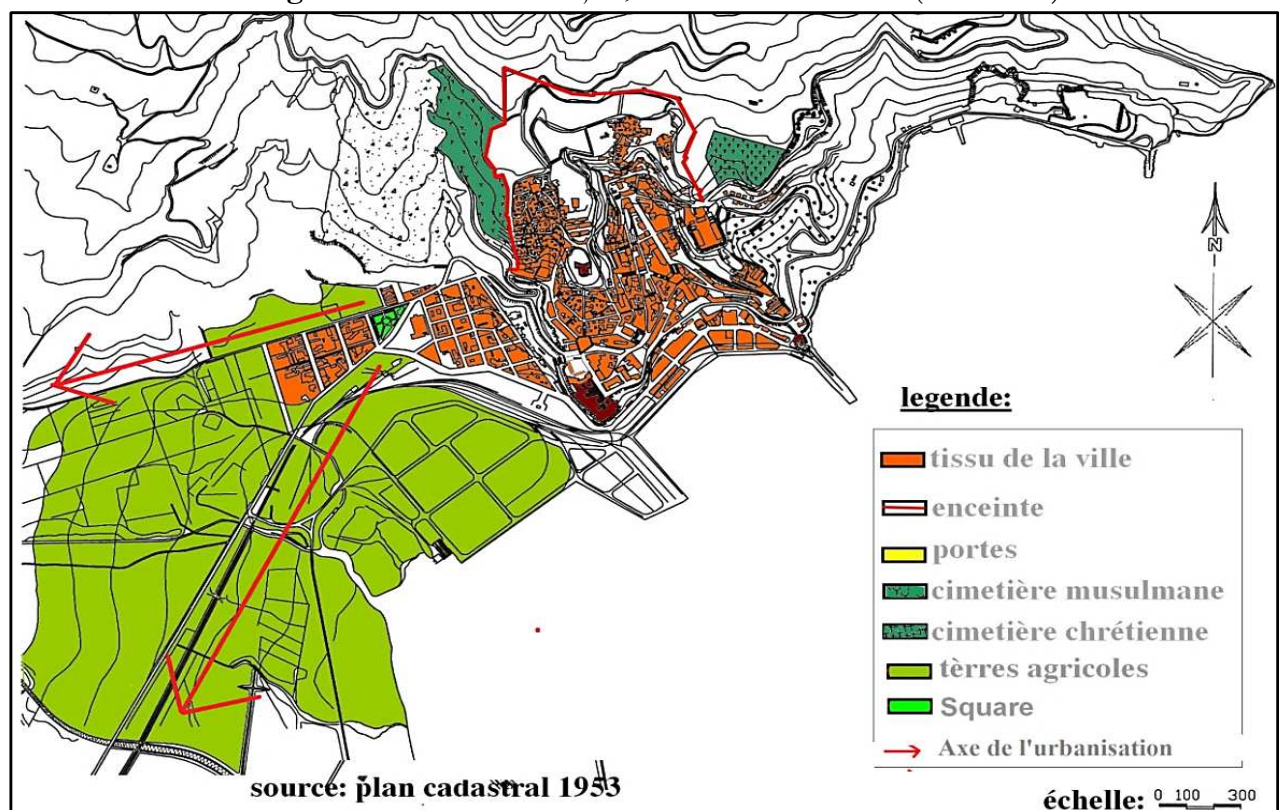 N
legende:
tissu de la ville
enceinte
portes
cimetière musulmane
cimetière chrétienne
tèrres agricoles
Square
Axe de l'urbanisation
source: plan cadastral 1953
échelle: 0 100 300